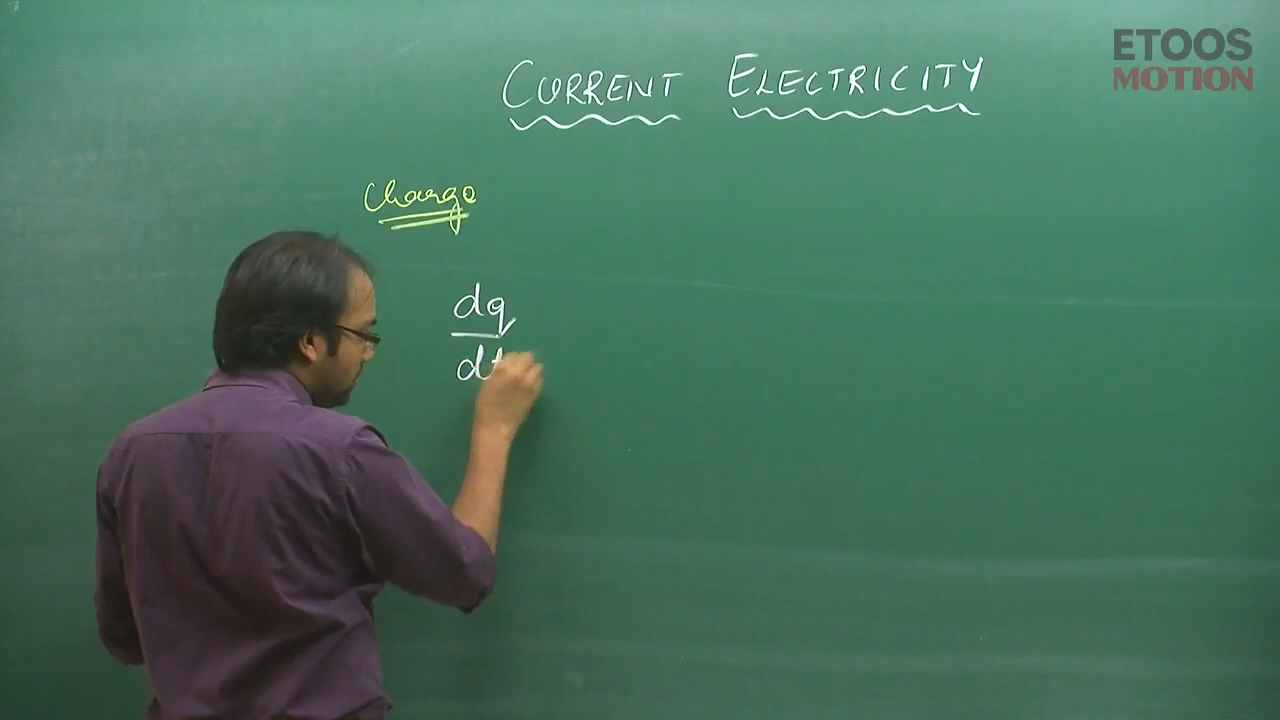 ETOOS
MOTION
CURRENT ELECTRICITY
Charge
dq
dt